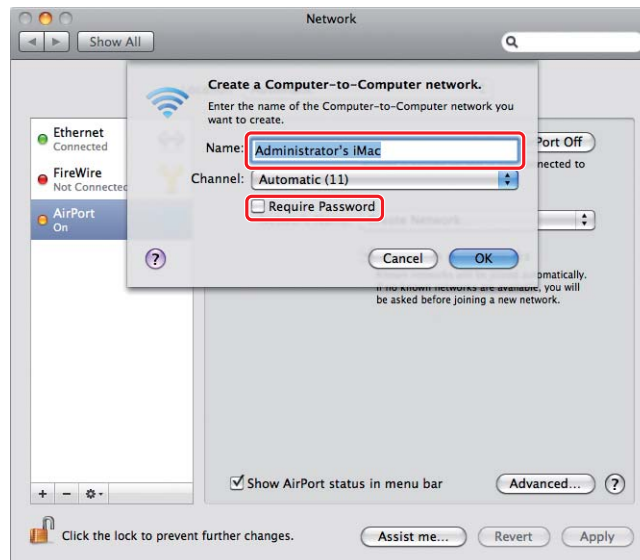 Network
Show All
Create a Computer-to-Computer network.
Enter the name of the Computer-to-Computer network you
want to create.
Name: Administrator's iMac
Channel: Automatic (11)
Require Password
Cancel OK
Ethernet
Connected
FireWire
Not Connected
AirPort
On
Port Off
nected to
omatically.
If no known networks are available, you will
be asked before joining a new network.
Show AirPort status in menu bar
Advanced...
Click the lock to prevent further changes.
Assist me... Revert Apply